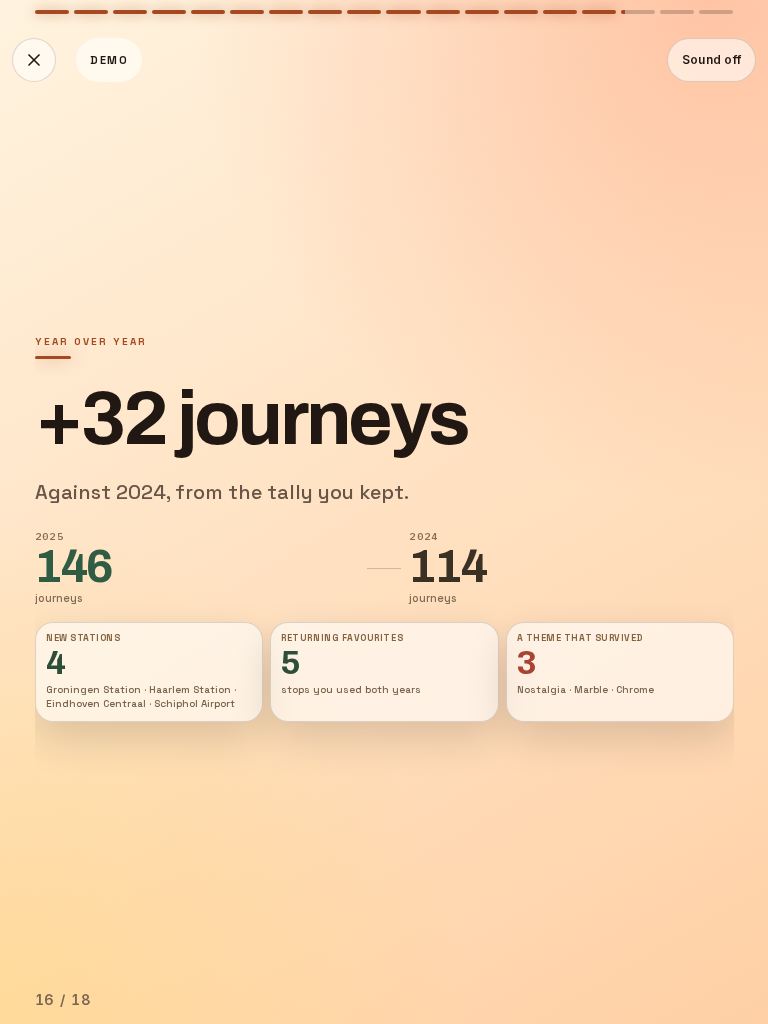 DEMO
Sound off
YEAR OVER YEAR
+32 journeys
Against 2024, from the tally you kept.
2025
146
journeys
2024
114
journeys
NEW STATIONS
4
Groningen Station · Haarlem Station ·
Eindhoven Centraal · Schiphol Airport
RETURNING FAVOURITES
5
stops you used both years
A THEME THAT SURVIVED
3
Nostalgia · Marble · Chrome
16 / 18